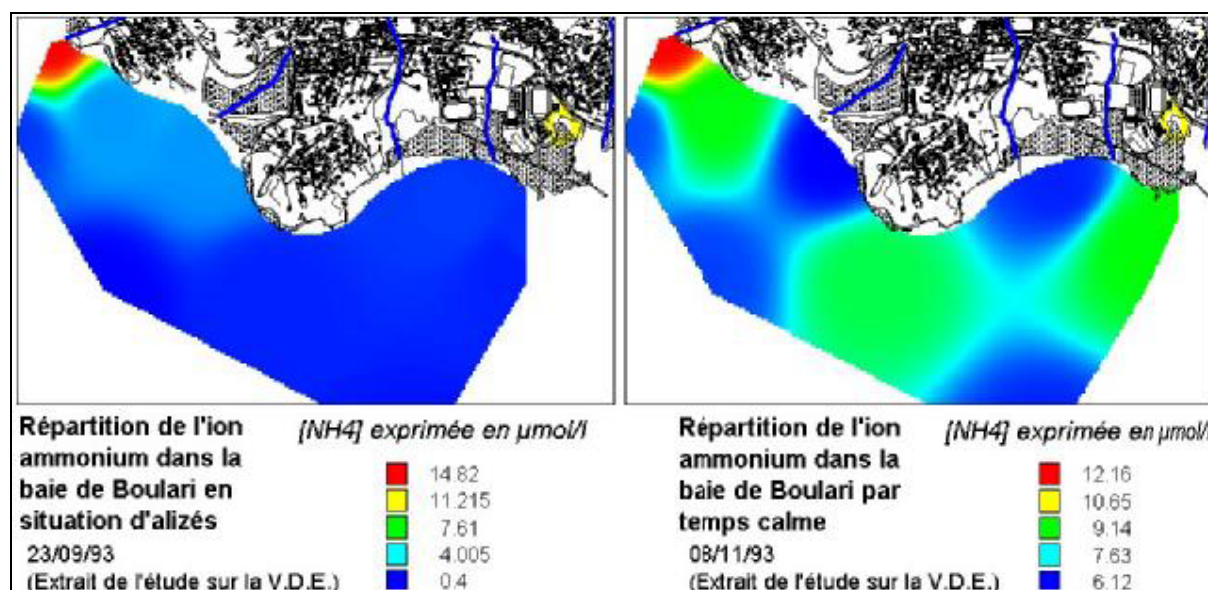 Répartition de l'ion
ammonium dans la
baie de Boulari en
situation d'alizés
23/09/93
(Extrait de l'étude sur la V.D.E.)
[NH4] exprimée en µmol/l
14.82
11.215
7.61
4.005
0.4
Répartition de l'ion
ammonium dans la
baie de Boulari par
temps calme
08/11/93
(Extrait de l'étude sur la V.D.E.)
[NH4] exprimée en µmol/
12.16
10.65
9.14
7.63
6.12